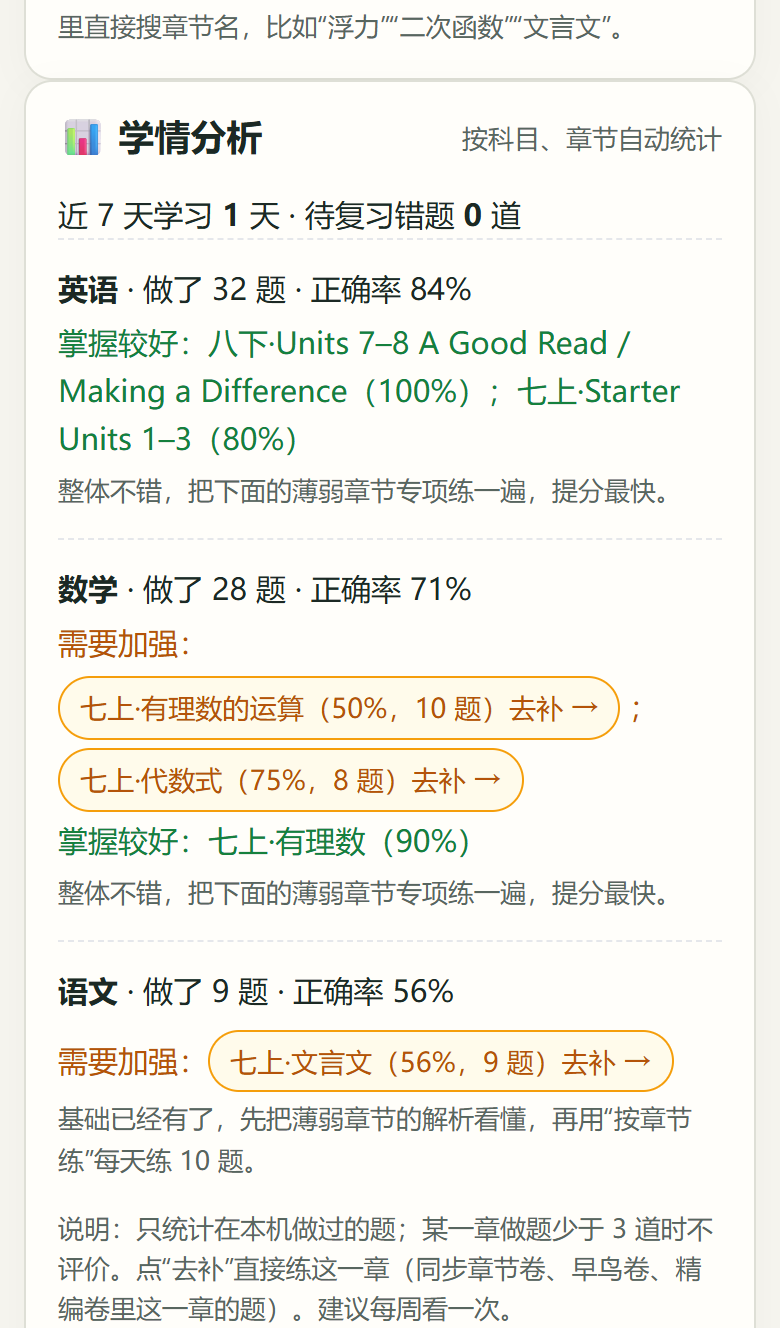 里直接搜章节名，比如“浮力”“二次函数”“文言文”。
学情分析
按科目、章节自动统计
近 7 天学习 1 天 · 待复习错题 0 道
英语 · 做了 32 题 · 正确率 84%
掌握较好：八下·Units 7–8 A Good Read /
Making a Difference（100%）；七上·Starter
Units 1–3（80%）
整体不错，把下面的薄弱章节专项练一遍，提分最快。
数学 · 做了 28 题 · 正确率 71%
需要加强：
七上·有理数的运算（50%，10 题）去补 → ；
七上·代数式（75%，8 题）去补 →
掌握较好：七上·有理数（90%）
整体不错，把下面的薄弱章节专项练一遍，提分最快。
语文 · 做了 9 题 · 正确率 56%
需要加强：七上·文言文（56%，9 题）去补 →
基础已经有了，先把薄弱章节的解析看懂，再用“按章节
练”每天练 10 题。
说明：只统计在本机做过的题；某一章做题少于 3 道时不
评价。点“去补”直接练这一章（同步章节卷、早鸟卷、精
编卷里这一章的题）。建议每周看一次。